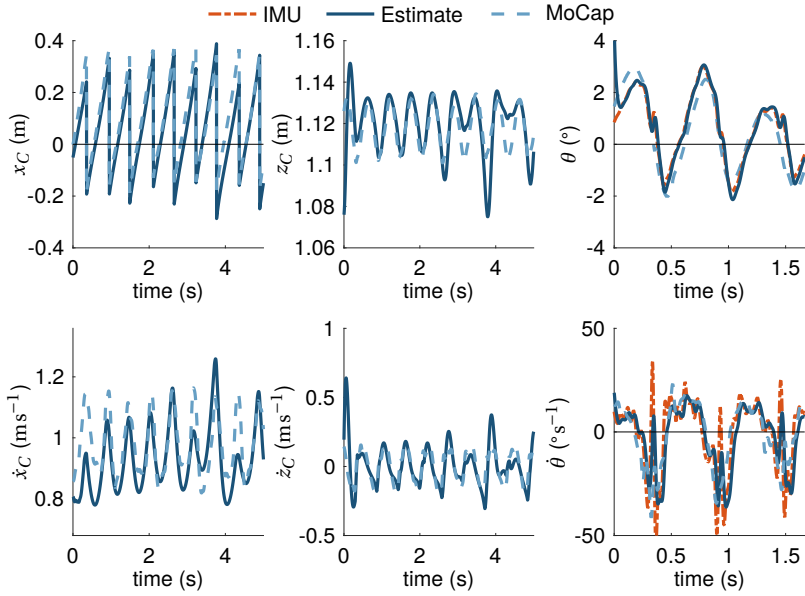 IMU Estimate MoCap
0.4
0.2
0
-0.2
-0.4
x_C (m)
0 2 4
time (s)
1.16
1.14
1.12
1.1
1.08
1.06
z_C (m)
0 2 4
time (s)
4
2
0
-2
-4
θ (°)
0 0.5 1 1.5
time (s)
1.2
1
0.8
ẋ_C (m s⁻¹)
0 2 4
time (s)
1
0.5
0
-0.5
ż_C (m s⁻¹)
0 2 4
time (s)
50
0
-50
θ̇ (° s⁻¹)
0 0.5 1 1.5
time (s)